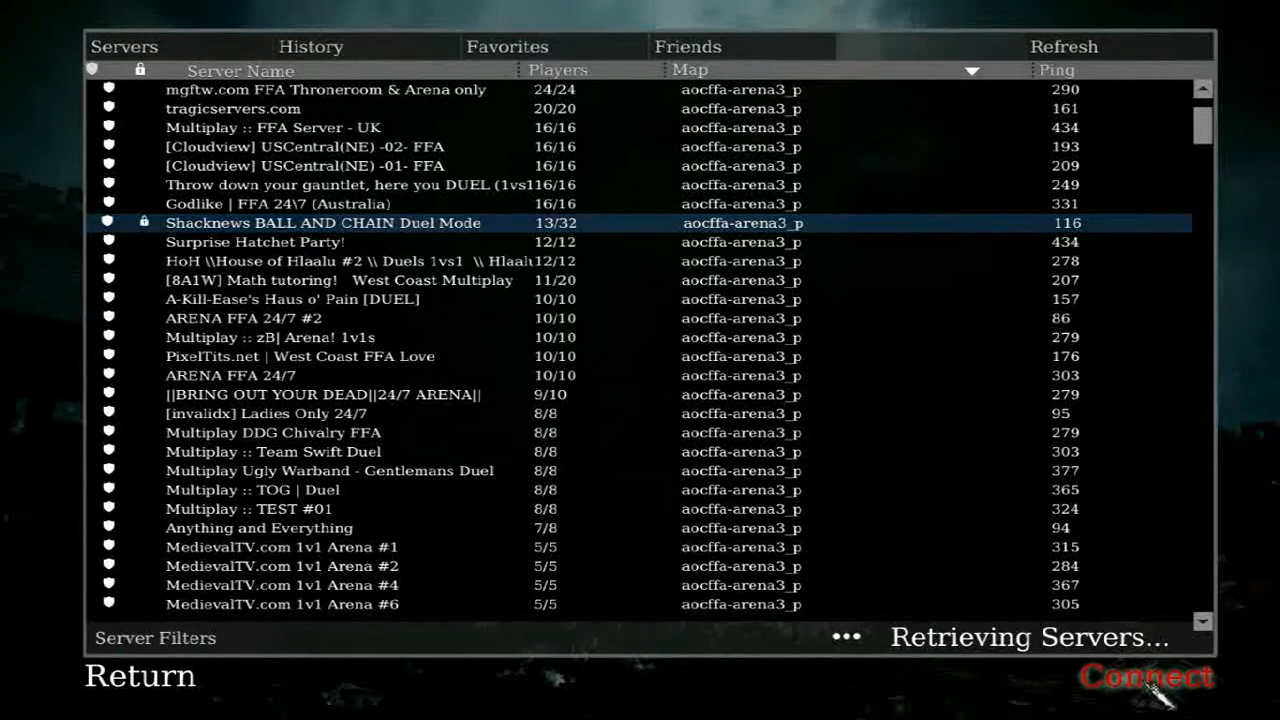 Servers History Favorites Friends Refresh
Server Name Players Map Ping
mgftw.com FFA Throneroom & Arena only 24/24 aocffa-arena3_p 290
tragicservers.com 20/20 aocffa-arena3_p 161
Multiplay :: FFA Server - UK 16/16 aocffa-arena3_p 434
[Cloudview] USCentral(NE) -02- FFA 16/16 aocffa-arena3_p 193
[Cloudview] USCentral(NE) -01- FFA 16/16 aocffa-arena3_p 209
Throw down your gauntlet, here you DUEL (1vs1 16/16 aocffa-arena3_p 249
Godlike | FFA 24\7 (Australia) 16/16 aocffa-arena3_p 331
Shacknews BALL AND CHAIN Duel Mode 13/32 aocffa-arena3_p 116
Surprise Hatchet Party! 12/12 aocffa-arena3_p 434
HoH \\House of Hlaalu #2 \\ Duels 1vs1 \\ Hlaalu 12/12 aocffa-arena3_p 278
[8A1W] Math tutoring! West Coast Multiplay 11/20 aocffa-arena3_p 207
A-Kill-Ease's Haus o' Pain [DUEL] 10/10 aocffa-arena3_p 157
ARENA FFA 24/7 #2 10/10 aocffa-arena3_p 86
Multiplay :: zB| Arena! 1v1s 10/10 aocffa-arena3_p 279
PixelTits.net | West Coast FFA Love 10/10 aocffa-arena3_p 176
ARENA FFA 24/7 10/10 aocffa-arena3_p 303
||BRING OUT YOUR DEAD||24/7 ARENA|| 9/10 aocffa-arena3_p 279
[invalidx] Ladies Only 24/7 8/8 aocffa-arena3_p 95
Multiplay DDG Chivalry FFA 8/8 aocffa-arena3_p 279
Multiplay :: Team Swift Duel 8/8 aocffa-arena3_p 303
Multiplay Ugly Warband - Gentlemans Duel 8/8 aocffa-arena3_p 377
Multiplay :: TOG | Duel 8/8 aocffa-arena3_p 365
Multiplay :: TEST #01 8/8 aocffa-arena3_p 324
Anything and Everything 7/8 aocffa-arena3_p 94
MedievalTV.com 1v1 Arena #1 5/5 aocffa-arena3_p 315
MedievalTV.com 1v1 Arena #2 5/5 aocffa-arena3_p 284
MedievalTV.com 1v1 Arena #4 5/5 aocffa-arena3_p 367
MedievalTV.com 1v1 Arena #6 5/5 aocffa-arena3_p 305
Server Filters ••• Retrieving Servers...
Return Connect